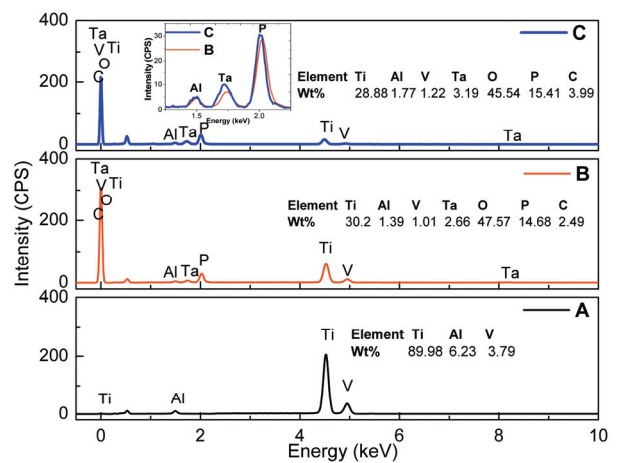 Intensity (CPS)
400
200
0
Ta
V Ti
O
C
Al Ta P
Ti
V
Ta
C
Element Ti Al V Ta O P C
Wt% 28.88 1.77 1.22 3.19 45.54 15.41 3.99
Intensity (CPS)
30
20
10
0
C
B
Al
Ta
P
1.5 2.0
Energy (keV)
400
200
0
Ta
V Ti
O
C
Al Ta P
Ti
V
Ta
B
Element Ti Al V Ta O P C
Wt% 30.2 1.39 1.01 2.66 47.57 14.68 2.49
400
200
0
Ti
Al
Ti
V
A
Element Ti Al V
Wt% 89.98 6.23 3.79
0 2 4 6 8 10
Energy (keV)